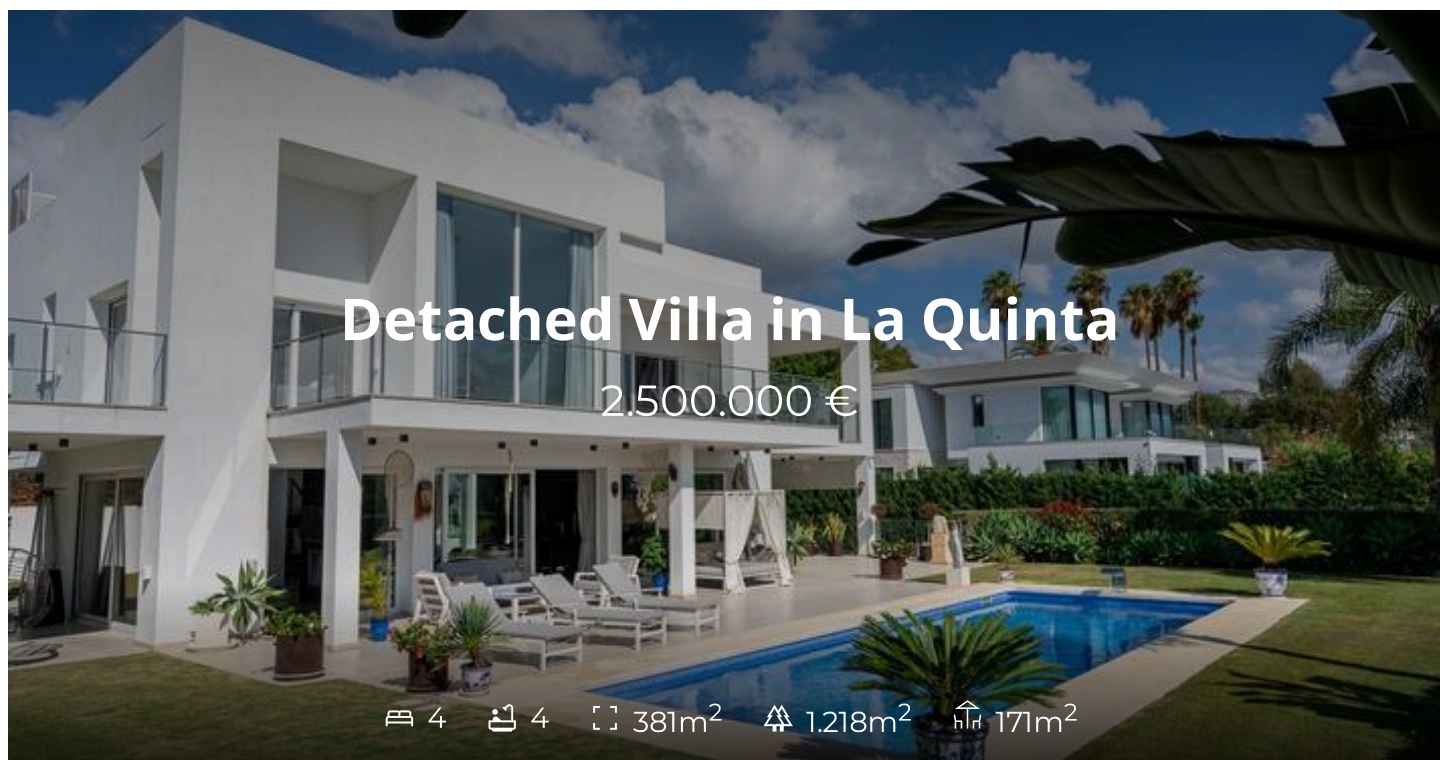 Detached Villa in La Quinta
2.500.000 €
4 4 381m² 1.218m² 171m²